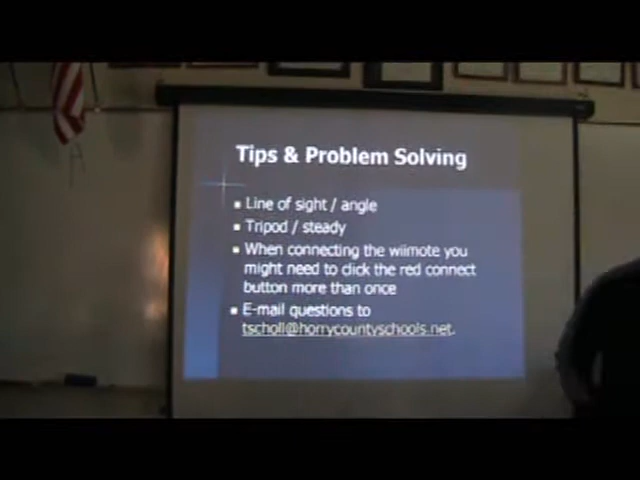 Tips & Problem Solving
Line of sight / angle
Tripod / steady
When connecting the wiimote you
might need to click the red connect
button more than once
E-mail questions to
tscholl@horrycountyschools.net.